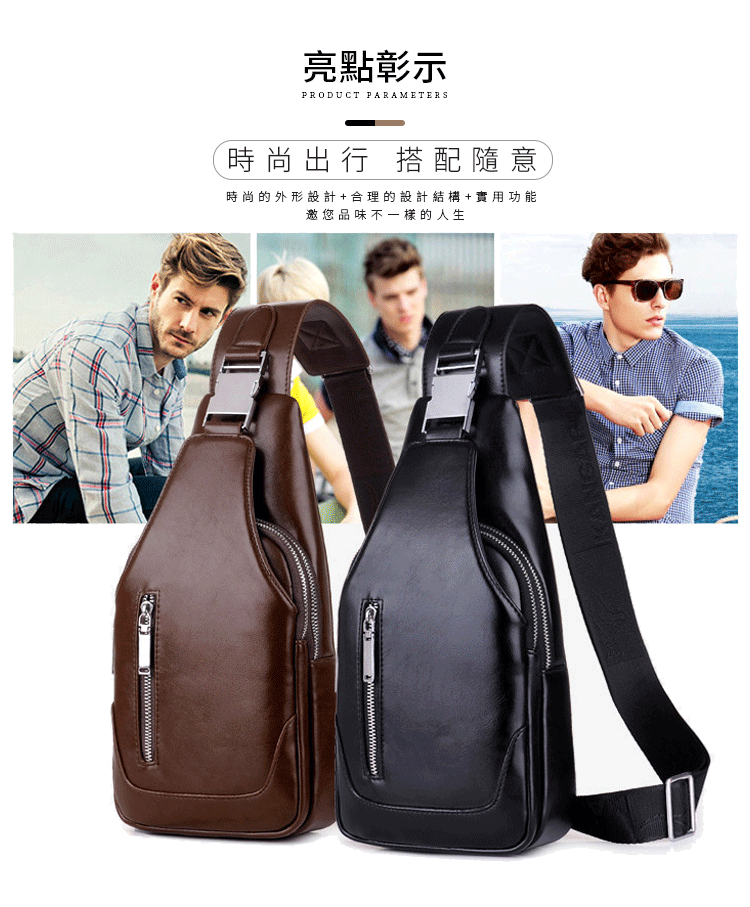 亮點彰示
PRODUCT PARAMETERS
時尚出行 搭配隨意
時尚的外形設計+合理的設計結構+實用功能
邀您品味不一樣的人生